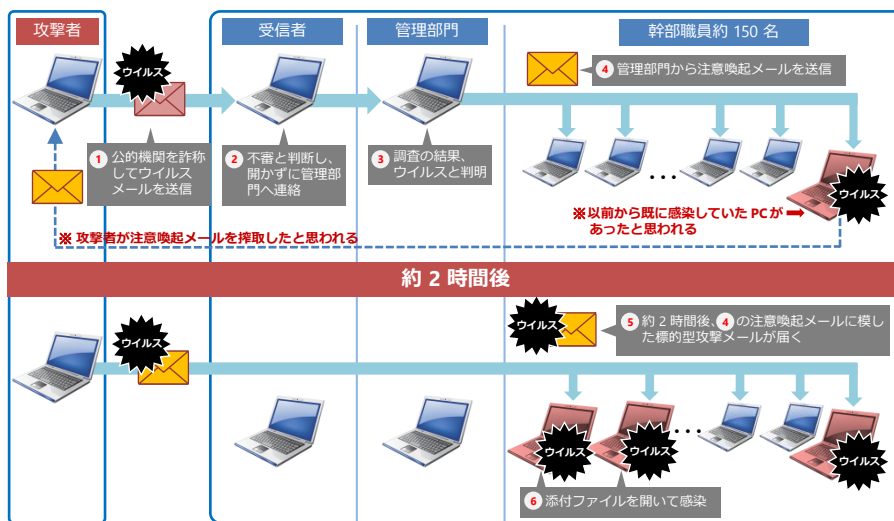 攻撃者
受信者
管理部門
幹部職員約 150 名
ウイルス
④ 管理部門から注意喚起メールを送信
① 公的機関を詐称
してウイルス
メールを送信
② 不審と判断し、
開かずに管理部
門へ連絡
③ 調査の結果、
ウイルスと判明
...
ウイルス
※以前から既に感染していた PC が
あったと思われる
※ 攻撃者が注意喚起メールを搾取したと思われる
約 2 時間後
ウイルス
ウイルス
⑤ 約 2 時間後、④ の注意喚起メールに模し
た標的型攻撃メールが届く
...
ウイルス
ウイルス
ウイルス
⑥ 添付ファイルを開いて感染